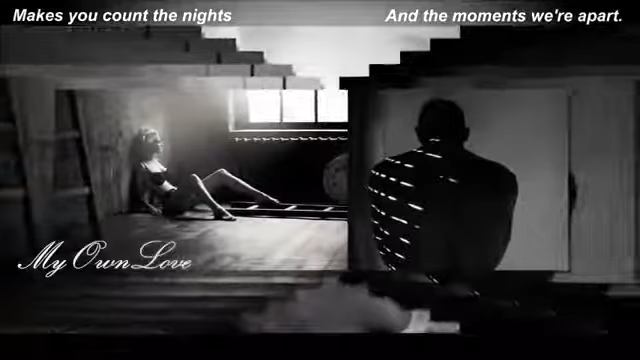 Makes you count the nights
And the moments we're apart.
My Own Love